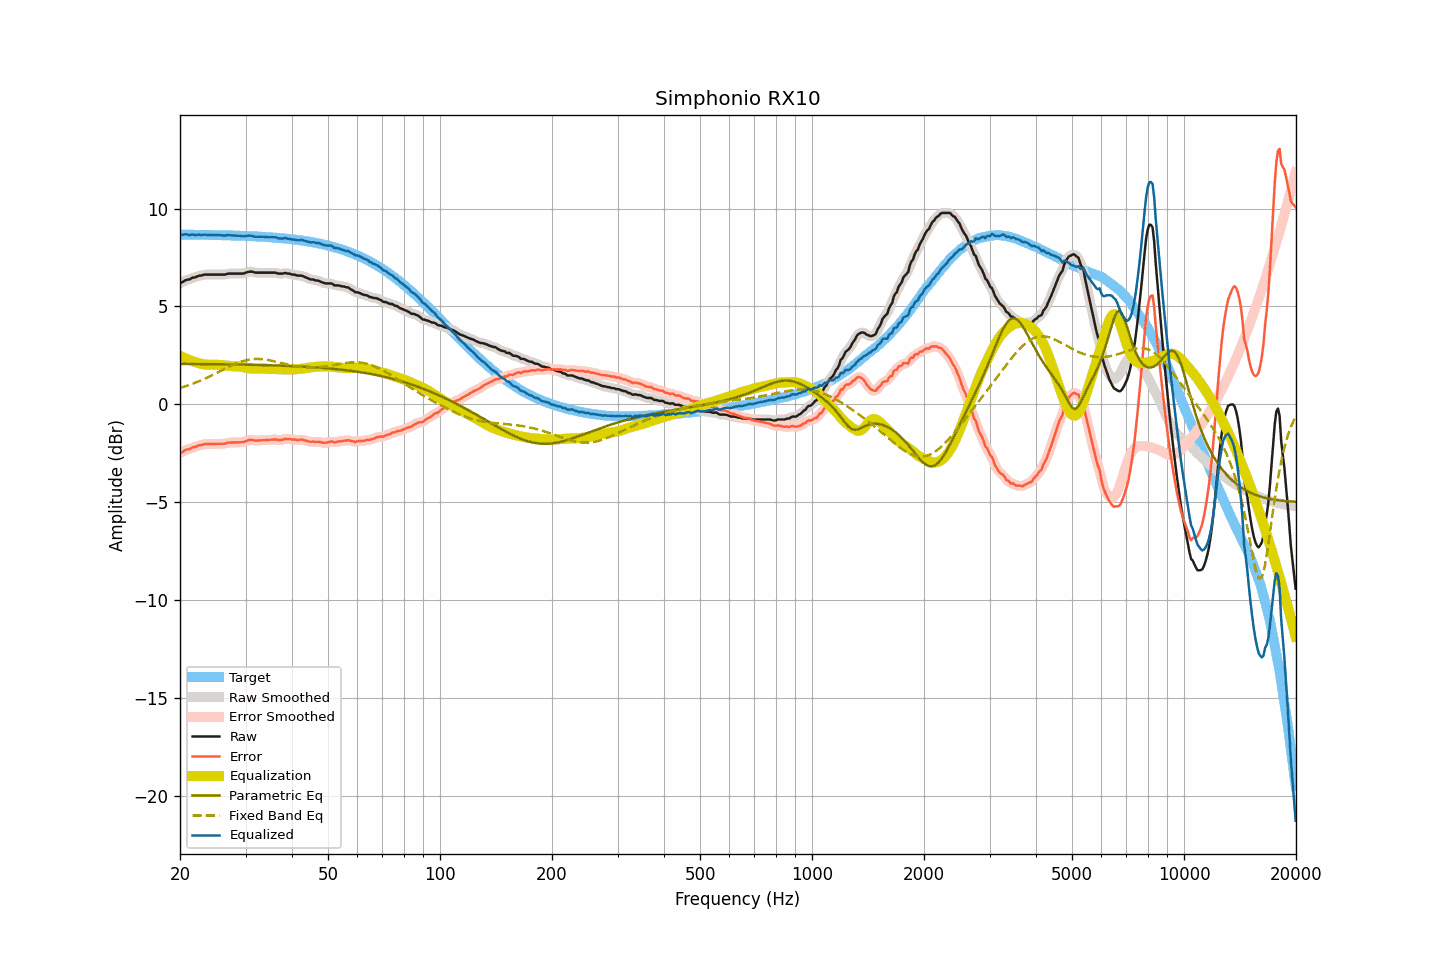 Simphonio RX10
Amplitude (dBr)
10
5
0
−5
−10
−15
−20
Target
Raw Smoothed
Error Smoothed
Raw
Error
Equalization
Parametric Eq
Fixed Band Eq
Equalized
20 50 100 200 500 1000 2000 5000 10000 20000
Frequency (Hz)